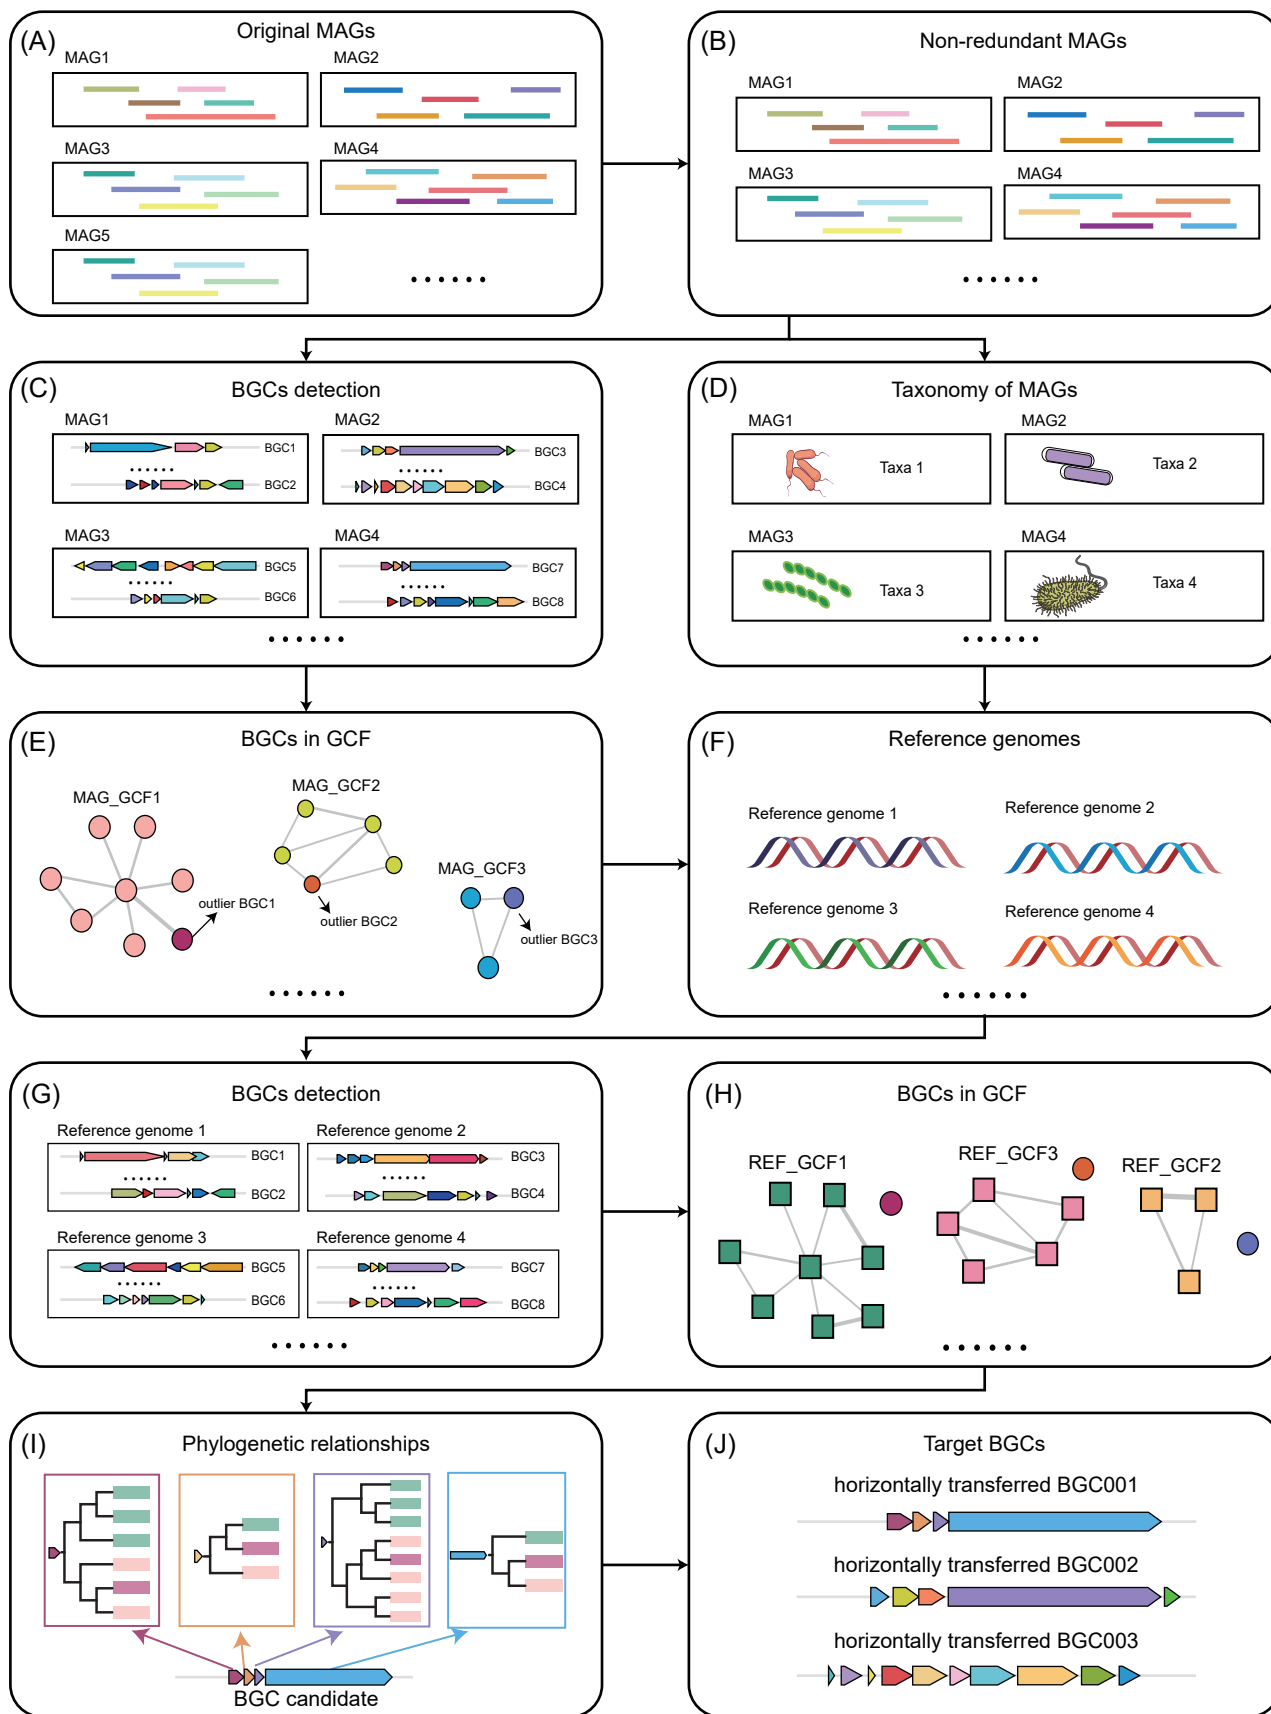 (A)
Original MAGs
MAG1
MAG2
MAG3
MAG4
MAG5
(B)
Non-redundant MAGs
MAG1
MAG2
MAG3
MAG4
(C)
BGCs detection
MAG1
BGC1
BGC2
MAG2
BGC3
BGC4
MAG3
BGC5
BGC6
MAG4
BGC7
BGC8
(D)
Taxonomy of MAGs
MAG1
Taxa 1
MAG2
Taxa 2
MAG3
Taxa 3
MAG4
Taxa 4
(E)
BGCs in GCF
MAG_GCF1
outlier BGC1
MAG_GCF2
outlier BGC2
MAG_GCF3
outlier BGC3
(F)
Reference genomes
Reference genome 1
Reference genome 2
Reference genome 3
Reference genome 4
(G)
BGCs detection
Reference genome 1
BGC1
BGC2
Reference genome 2
BGC3
BGC4
Reference genome 3
BGC5
BGC6
Reference genome 4
BGC7
BGC8
(H)
BGCs in GCF
REF_GCF1
REF_GCF3
REF_GCF2
(I)
Phylogenetic relationships
BGC candidate
(J)
Target BGCs
horizontally transferred BGC001
horizontally transferred BGC002
horizontally transferred BGC003